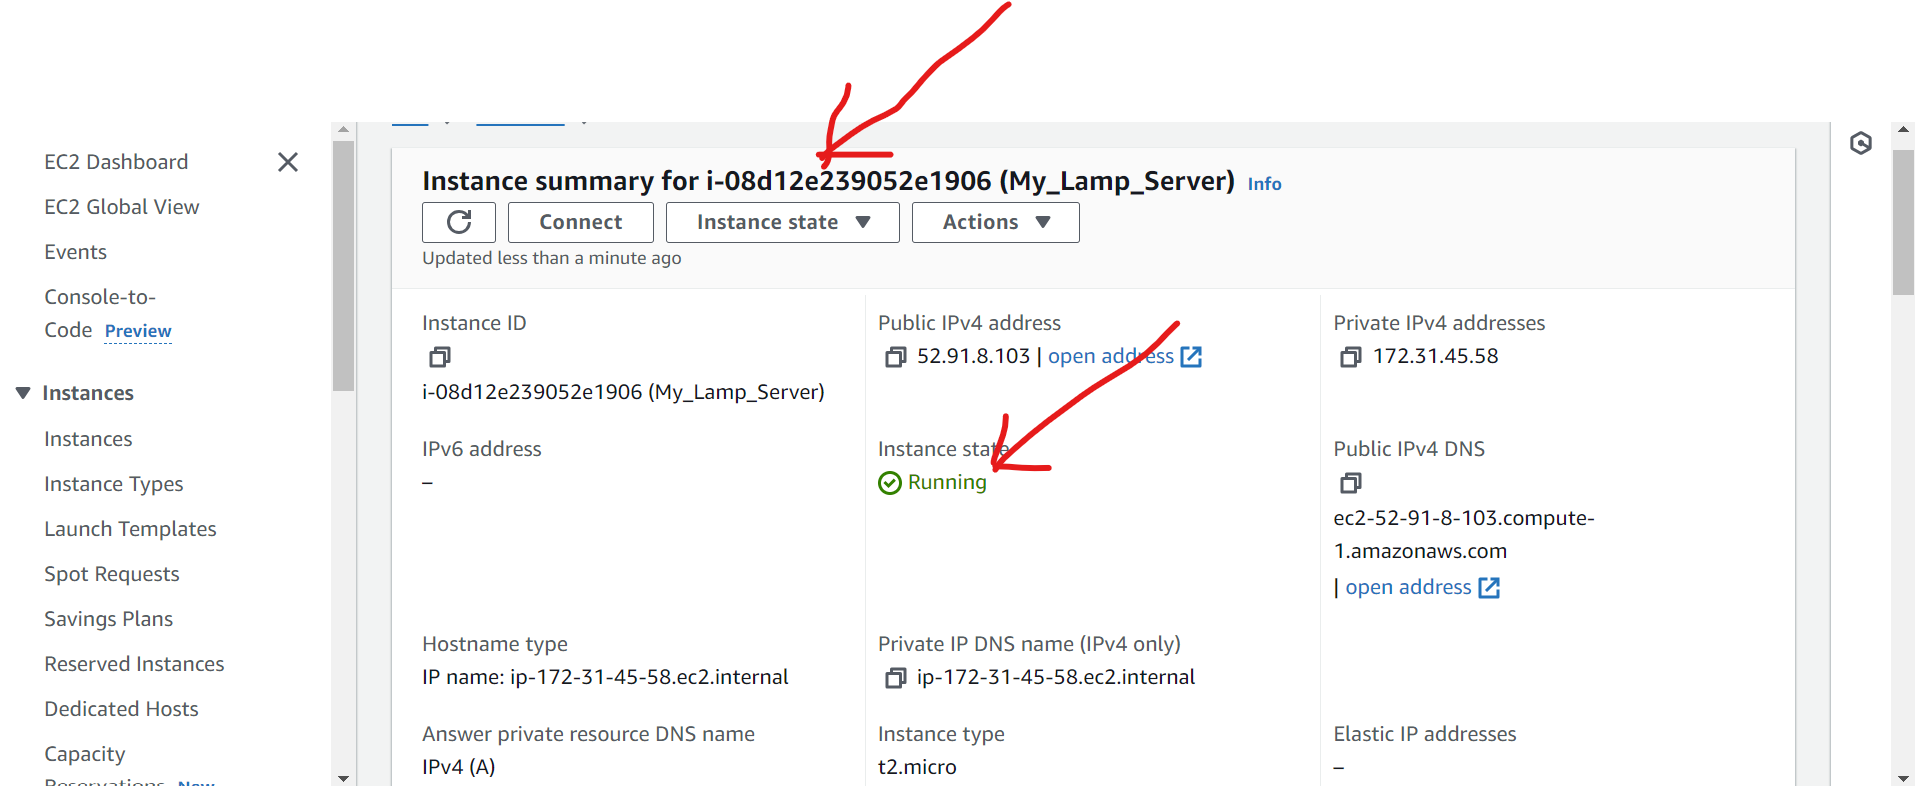 EC2 Dashboard
EC2 Global View
Events
Console-to-
Code Preview
Instances
Instances
Instance Types
Launch Templates
Spot Requests
Savings Plans
Reserved Instances
Dedicated Hosts
Capacity
Reservations New
Instance summary for i-08d12e239052e1906 (My_Lamp_Server) Info
Connect
Instance state
Actions
Updated less than a minute ago
Instance ID
i-08d12e239052e1906 (My_Lamp_Server)
Public IPv4 address
52.91.8.103 | open address
Private IPv4 addresses
172.31.45.58
IPv6 address
–
Instance state
Running
Public IPv4 DNS
ec2-52-91-8-103.compute-
1.amazonaws.com
| open address
Hostname type
IP name: ip-172-31-45-58.ec2.internal
Private IP DNS name (IPv4 only)
ip-172-31-45-58.ec2.internal
Answer private resource DNS name
IPv4 (A)
Instance type
t2.micro
Elastic IP addresses
–